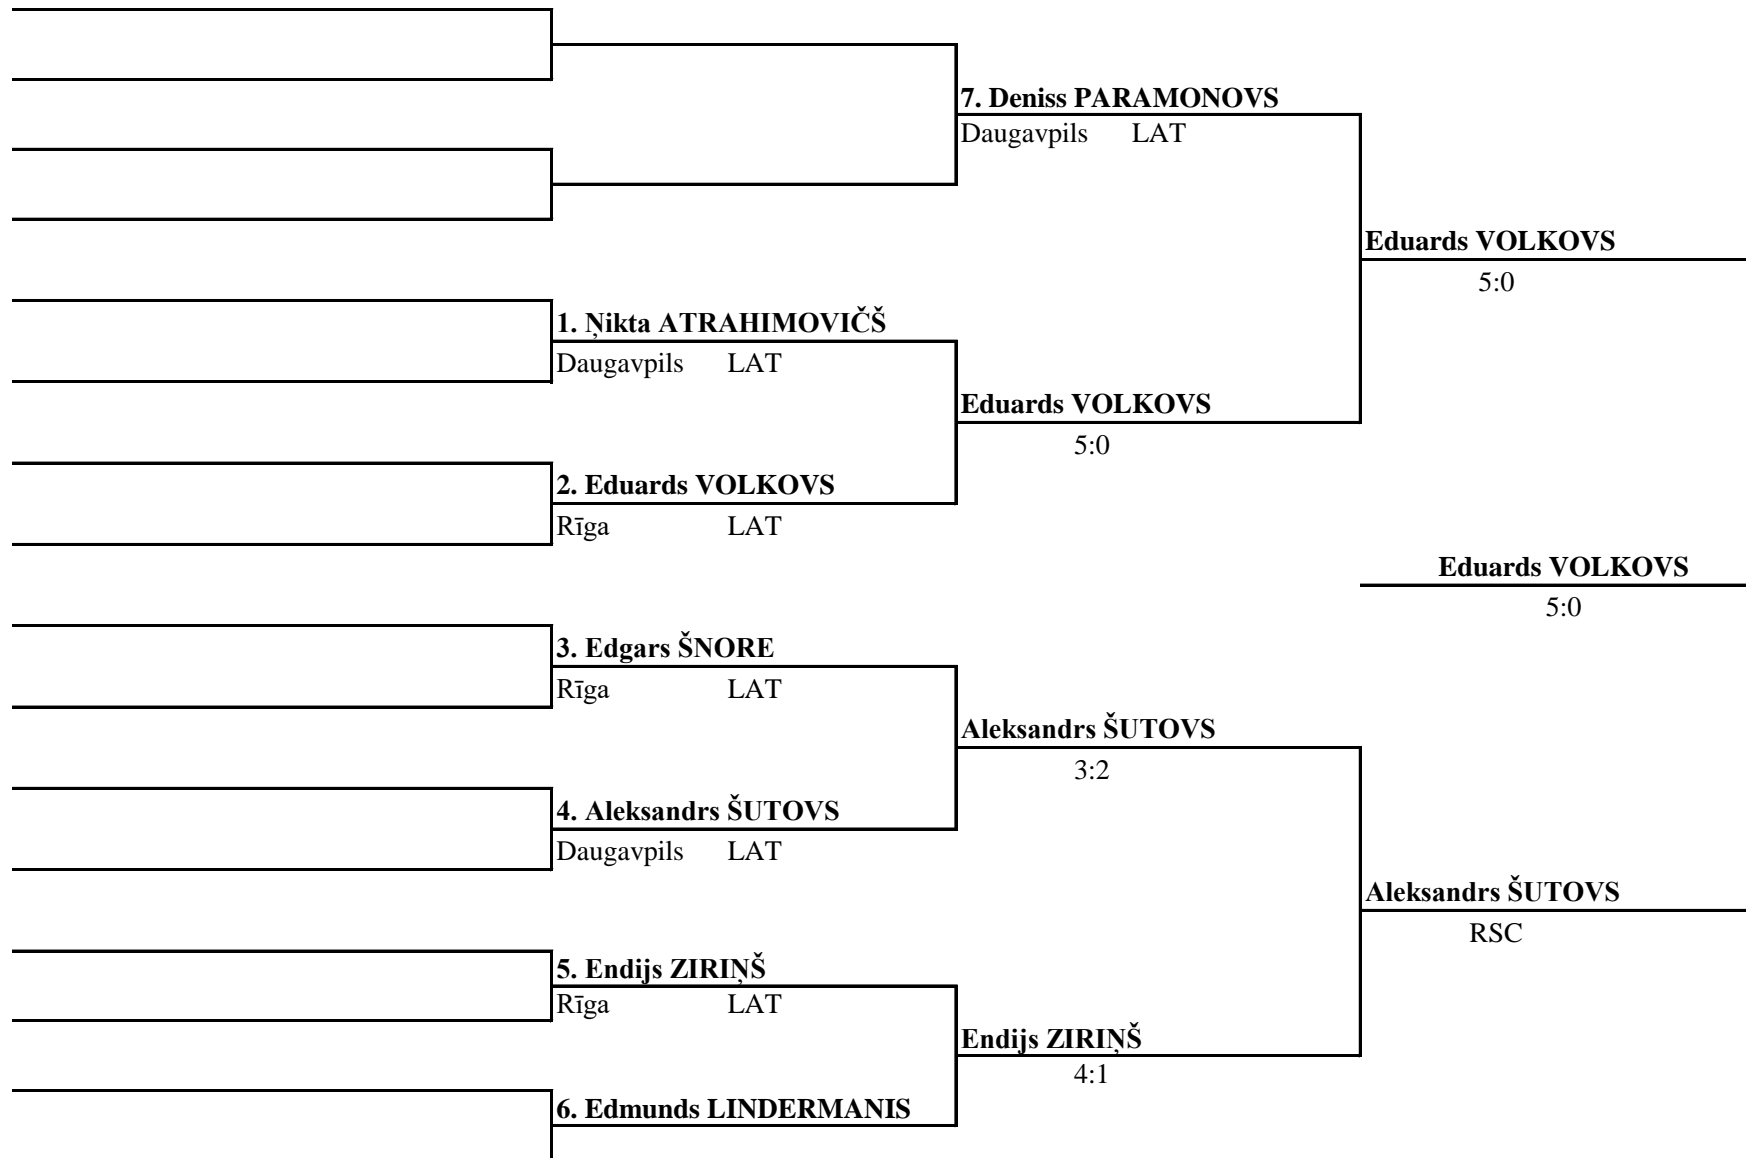 7. Deniss PARAMONOVS
Daugavpils LAT
Eduards VOLKOVS
5:0
1. Ņikta ATRAHIMOVIČŠ
Daugavpils LAT
Eduards VOLKOVS
5:0
2. Eduards VOLKOVS
Rīga LAT
Eduards VOLKOVS
5:0
3. Edgars ŠNORE
Rīga LAT
Aleksandrs ŠUTOVS
3:2
4. Aleksandrs ŠUTOVS
Daugavpils LAT
Aleksandrs ŠUTOVS
RSC
5. Endijs ZIRIŅŠ
Rīga LAT
Endijs ZIRIŅŠ
4:1
6. Edmunds LINDERMANIS